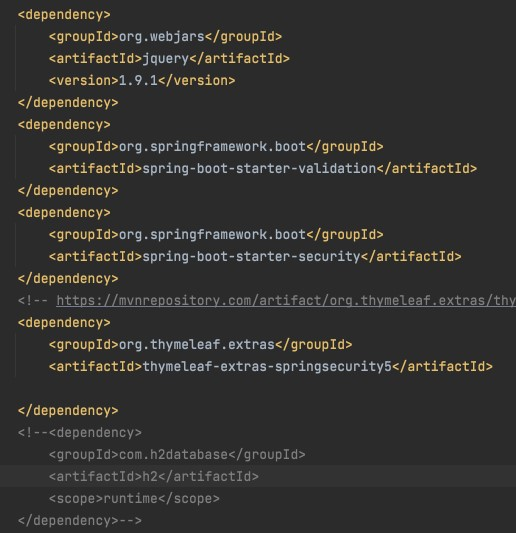 <dependency>
<groupId>org.webjars</groupId>
<artifactId>jquery</artifactId>
<version>1.9.1</version>
</dependency>
<dependency>
<groupId>org.springframework.boot</groupId>
<artifactId>spring-boot-starter-validation</artifactId>
</dependency>
<dependency>
<groupId>org.springframework.boot</groupId>
<artifactId>spring-boot-starter-security</artifactId>
</dependency>
<!-- https://mvnrepository.com/artifact/org.thymeleaf.extras/thy
<dependency>
<groupId>org.thymeleaf.extras</groupId>
<artifactId>thymeleaf-extras-springsecurity5</artifactId>
</dependency>
<!--<dependency>
<groupId>com.h2database</groupId>
<artifactId>h2</artifactId>
<scope>runtime</scope>
</dependency>-->